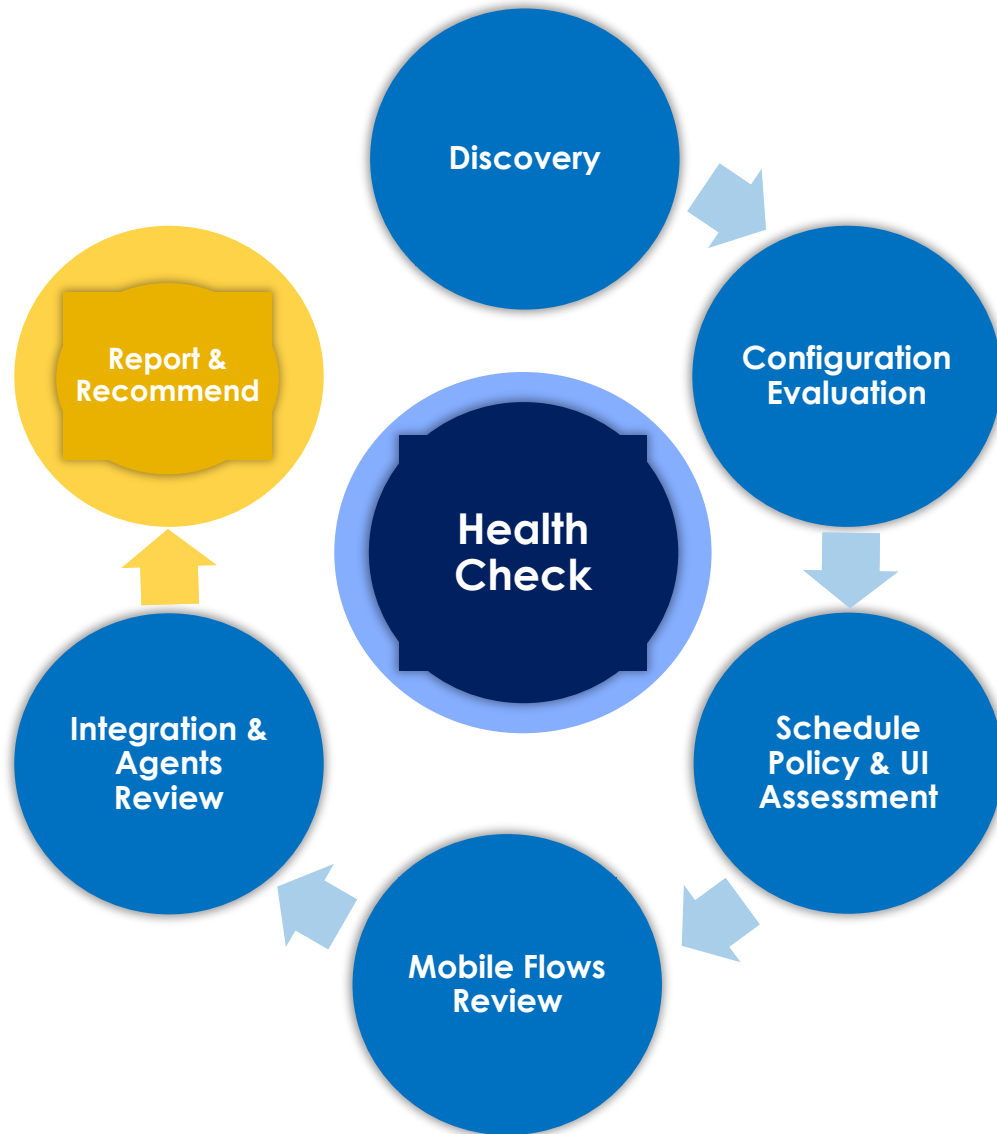 Discovery
Configuration
Evaluation
Schedule
Policy & UI
Assessment
Mobile Flows
Review
Integration &
Agents
Review
Report &
Recommend
Health
Check